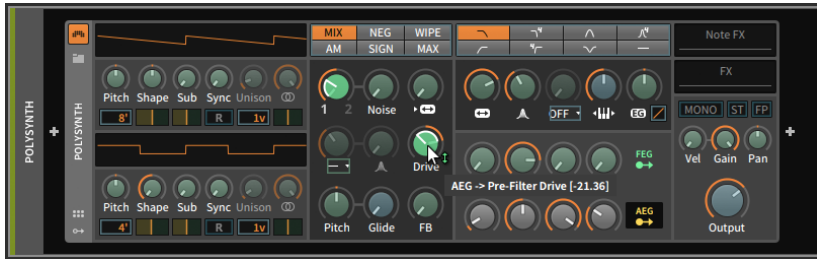 POLYSYNTH
POLYSYNTH
Pitch Shape Sub Sync Unison
8' R 1v
Pitch Shape Sub Sync Unison
4' R 1v
MIX NEG WIPE
AM SIGN MAX
1 2 Noise
Drive
Pitch Glide FB
OFF EG
FEG
AEG -> Pre-Filter Drive [-21.36]
AEG
Note FX
FX
MONO ST FP
Vel Gain Pan
Output